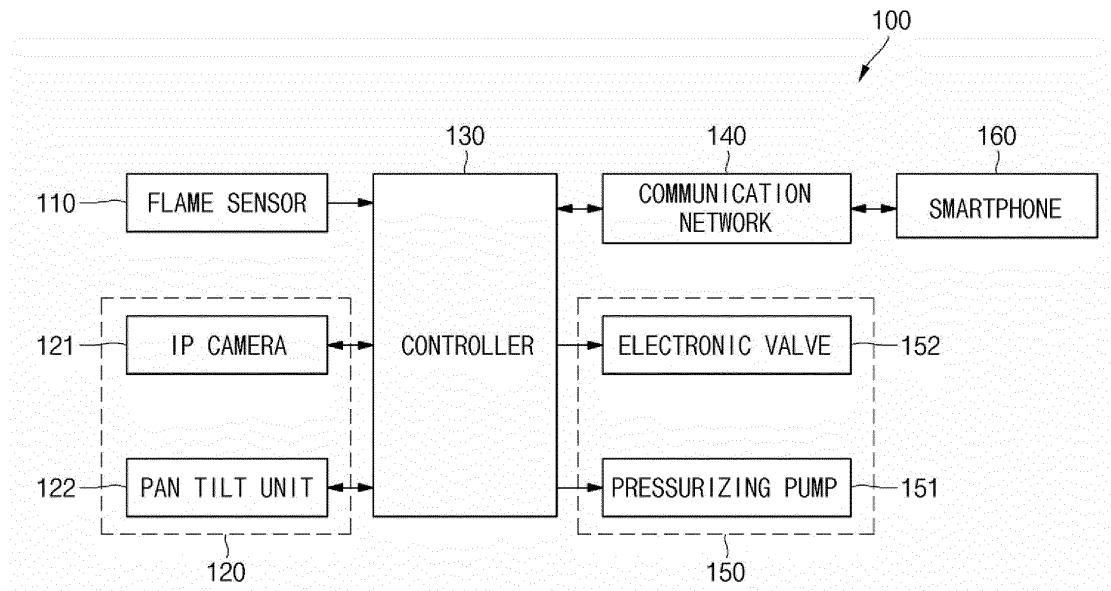 100
130
140
160
110
FLAME SENSOR
COMMUNICATION
NETWORK
SMARTPHONE
121
IP CAMERA
CONTROLLER
ELECTRONIC VALVE
152
122
PAN TILT UNIT
PRESSURIZING PUMP
151
120
150